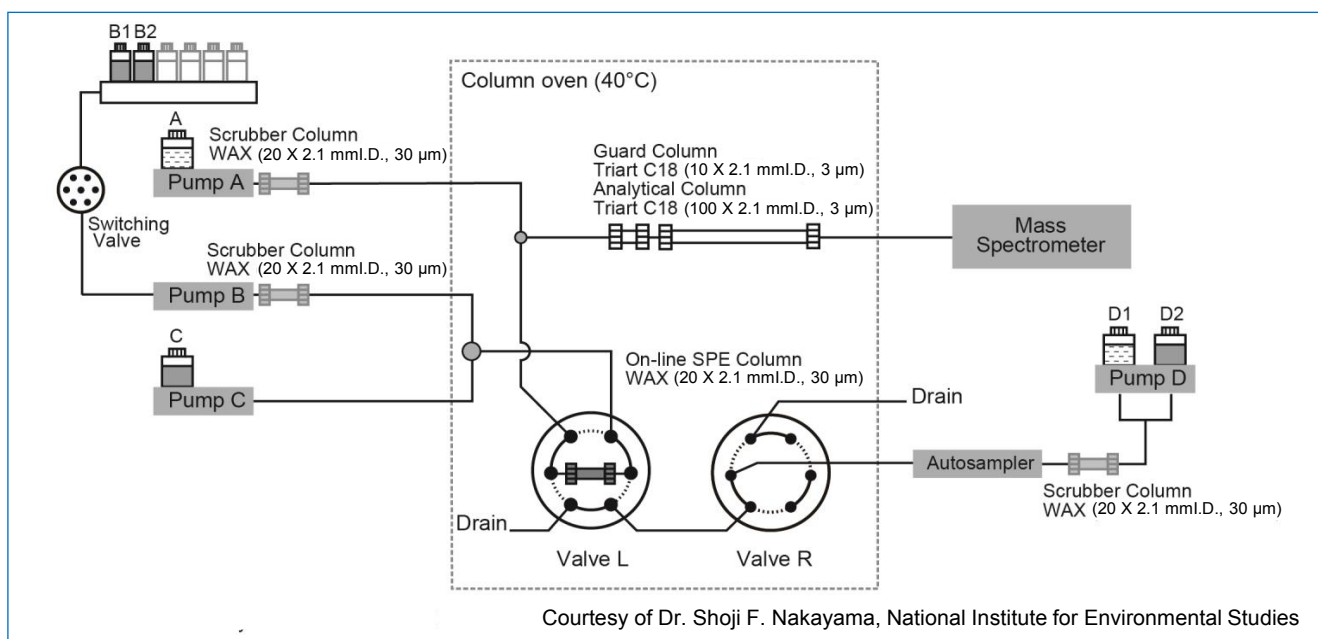 B1 B2
Column oven (40°C)
A
Scrubber Column
WAX (20 X 2.1 mmI.D., 30 µm)
Pump A
Guard Column
Triart C18 (10 X 2.1 mmI.D., 3 µm)
Analytical Column
Triart C18 (100 X 2.1 mmI.D., 3 µm)
Switching
Valve
Mass
Spectrometer
Scrubber Column
WAX (20 X 2.1 mmI.D., 30 µm)
Pump B
C
Pump C
D1 D2
Pump D
On-line SPE Column
WAX (20 X 2.1 mmI.D., 30 µm)
Drain
Autosampler
Scrubber Column
WAX (20 X 2.1 mmI.D., 30 µm)
Drain
Valve L
Valve R
Courtesy of Dr. Shoji F. Nakayama, National Institute for Environmental Studies